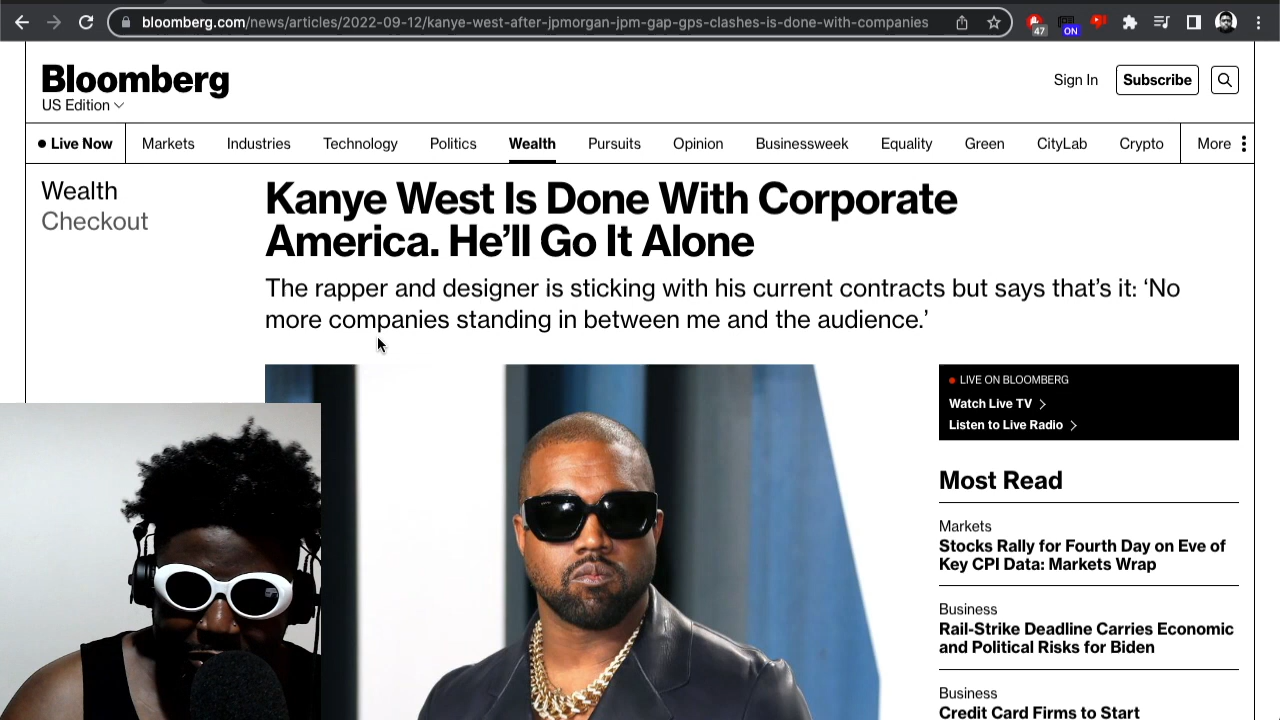 bloomberg.com/news/articles/2022-09-12/kanye-west-after-jpmorgan-jpm-gap-gps-clashes-is-done-with-companies
47
ON
Bloomberg
US Edition
Sign In
Subscribe
Live Now
Markets
Industries
Technology
Politics
Wealth
Pursuits
Opinion
Businessweek
Equality
Green
CityLab
Crypto
More
Wealth
Checkout
Kanye West Is Done With Corporate
America. He’ll Go It Alone
The rapper and designer is sticking with his current contracts but says that’s it: ‘No
more companies standing in between me and the audience.’
LIVE ON BLOOMBERG
Watch Live TV
Listen to Live Radio
Most Read
Markets
Stocks Rally for Fourth Day on Eve of
Key CPI Data: Markets Wrap
Business
Rail-Strike Deadline Carries Economic
and Political Risks for Biden
Business
Credit Card Firms to Start